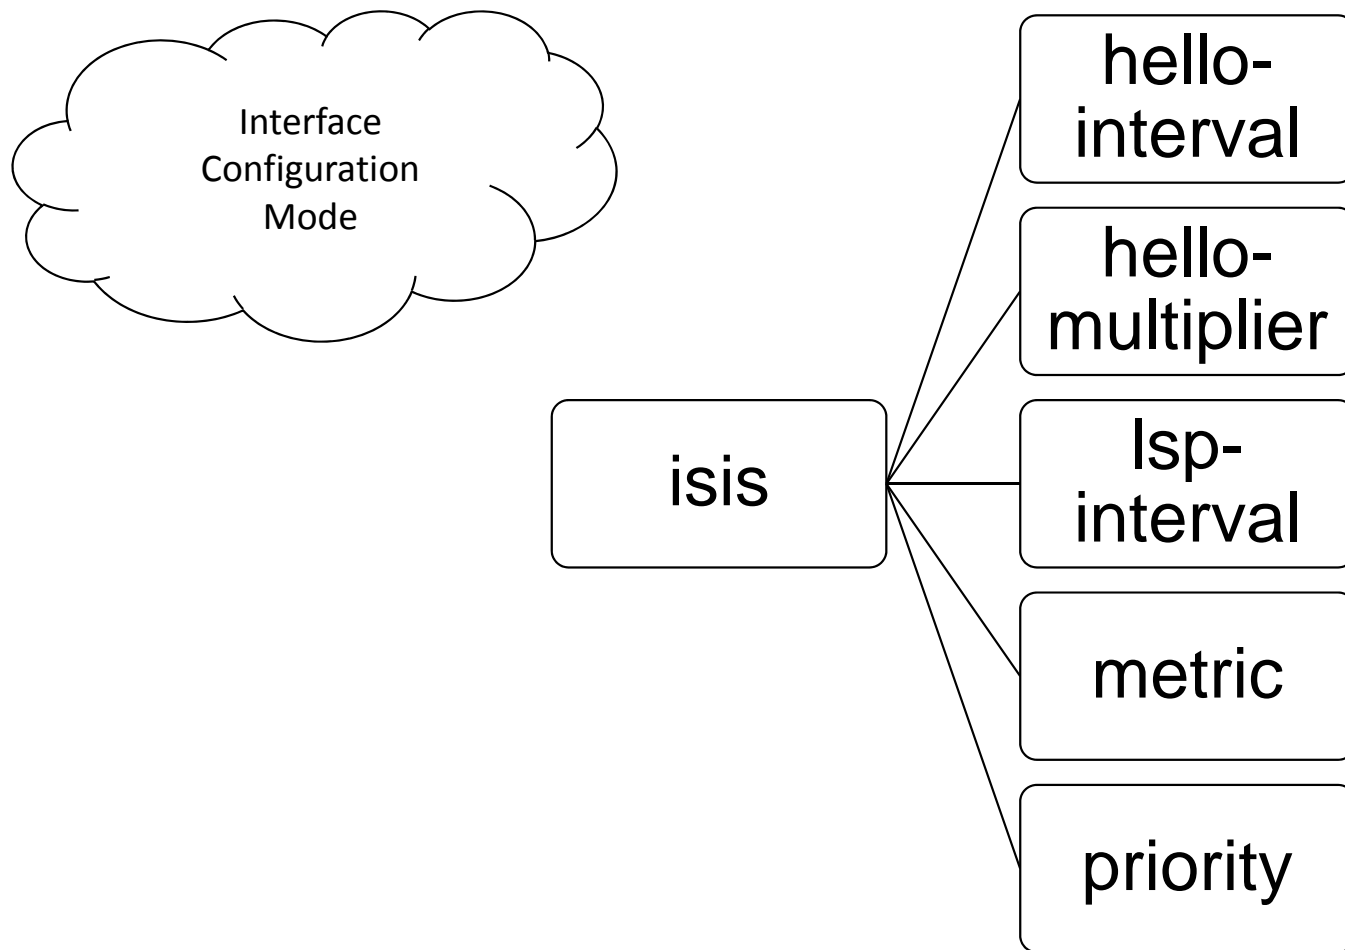 Interface
Configuration
Mode
isis
hello-
interval
hello-
multiplier
lsp-
interval
metric
priority